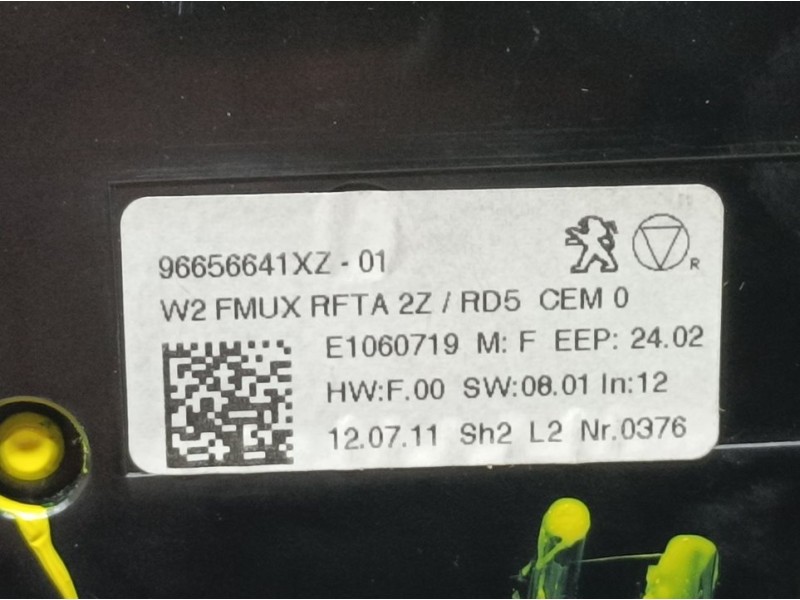 96656641XZ - 01
R
W2 FMUX RFTA 2Z / RD5 CEM 0
E1060719 M: F EEP: 24.02
HW:F.00 SW:08.01 In:12
12.07.11 Sh2 L2 Nr.0376